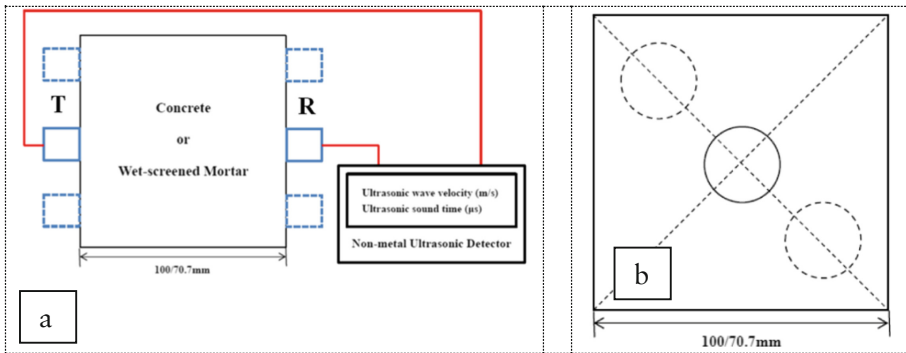 T
R
Concrete
or
Wet-screened Mortar
Ultrasonic wave velocity (m/s)
Ultrasonic sound time (μs)
Non-metal Ultrasonic Detector
100/70.7mm
a
b
100/70.7mm